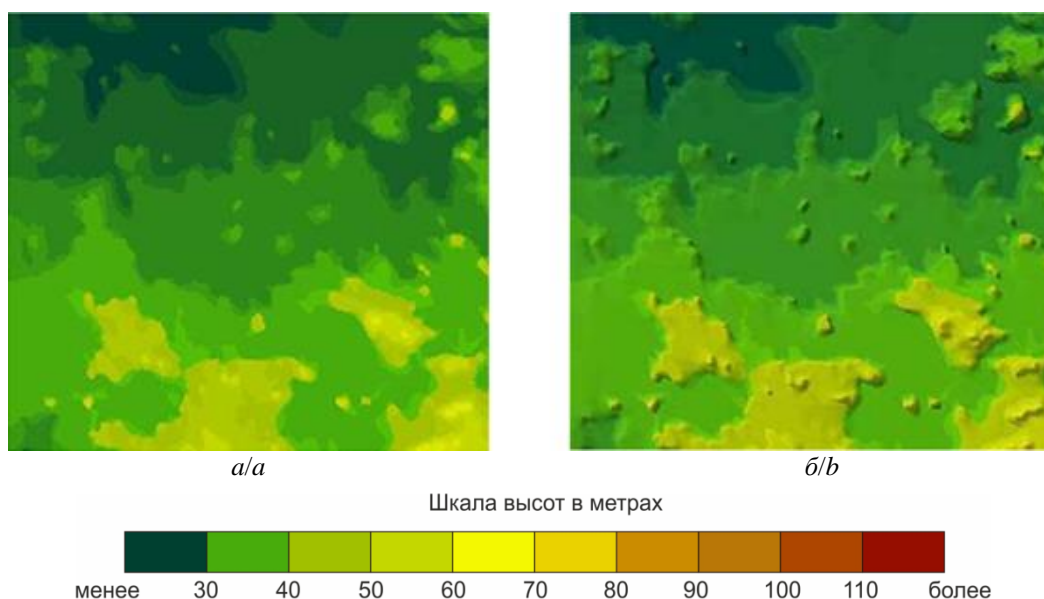 а/a
б/b
Шкала высот в метрах
менее 30 40 50 60 70 80 90 100 110 более